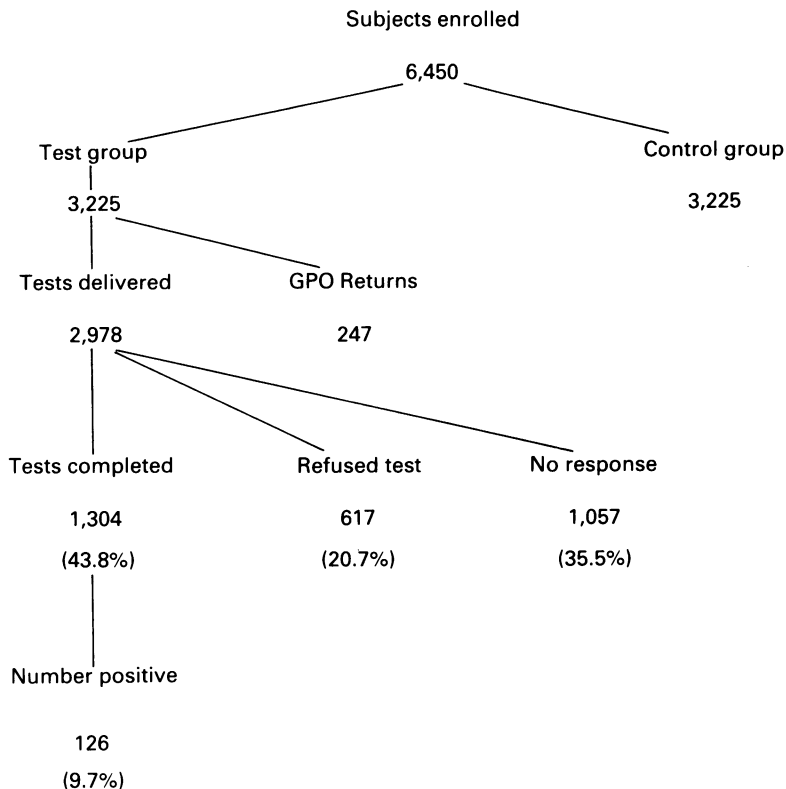 Subjects enrolled
6,450
Test group
Control group
3,225
3,225
Tests delivered
GPO Returns
2,978
247
Tests completed
Refused test
No response
1,304
617
1,057
(43.8%)
(20.7%)
(35.5%)
Number positive
126
(9.7%)